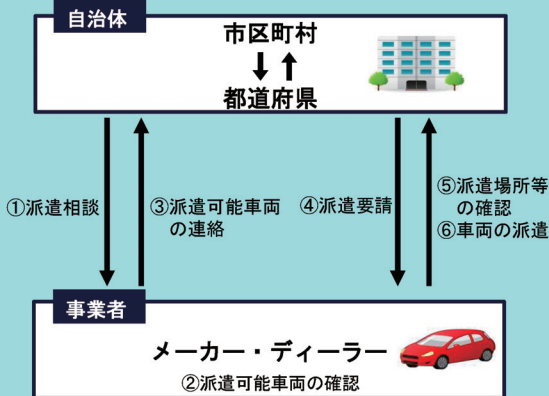 自治体
市区町村
都道府県
①派遣相談
③派遣可能車両
の連絡
④派遣要請
⑤派遣場所等
の確認
⑥車両の派遣
事業者
メーカー・ディーラー
②派遣可能車両の確認